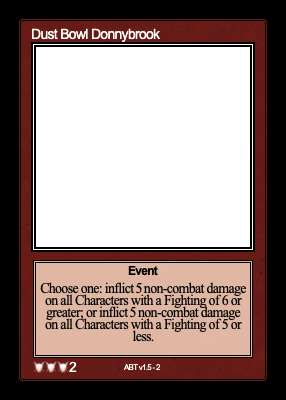 Dust Bowl Donnybrook
Event
Choose one: inflict 5 non-combat damage
on all Characters with a Fighting of 6 or
greater; or inflict 5 non-combat damage
on all Characters with a Fighting of 5 or
less.
2
ABT v1.5 - 2